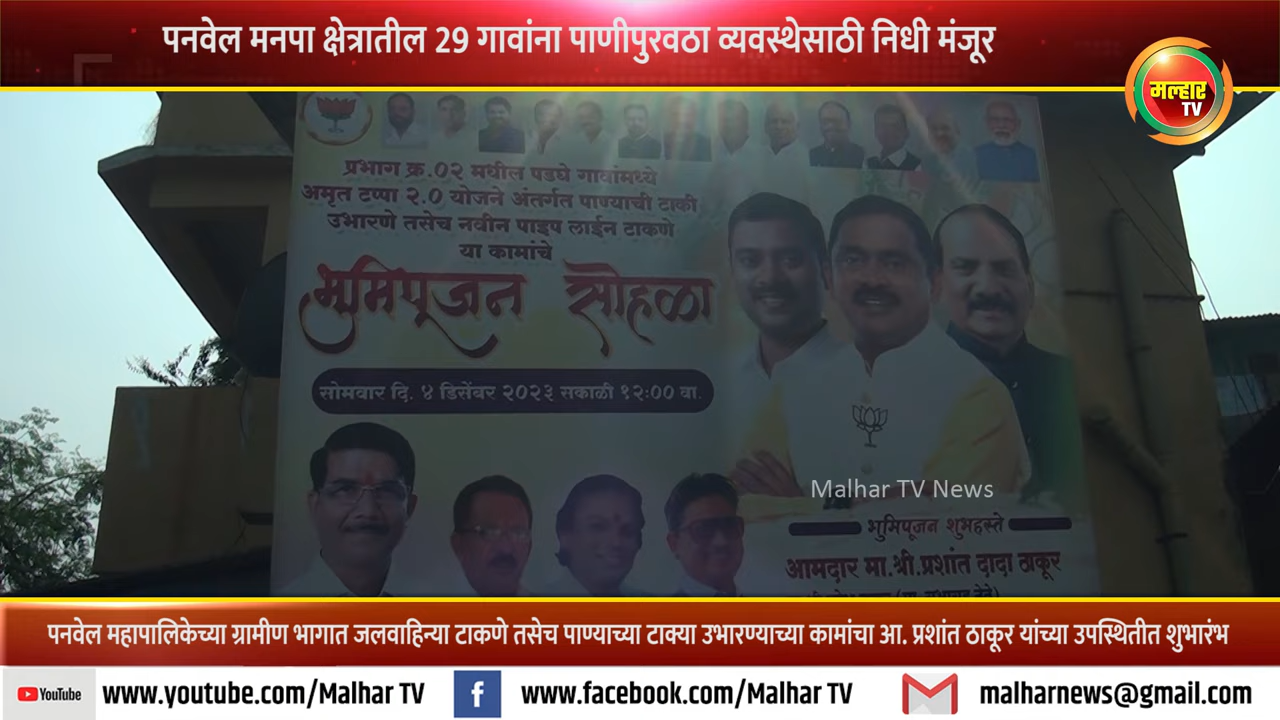 पनवेल मनपा क्षेत्रातील 29 गावांना पाणीपुरवठा व्यवस्थेसाठी निधी मंजूर
मल्हार
TV
प्रभाग क्र.०२ मधील पडघे गावांमध्ये
अमृत टप्पा २.० योजने अंतर्गत पाण्याची टाकी
उभारणे तसेच नवीन पाइप लाईन टाकणे
या कामांचे
भुमिपूजन सोहळा
सोमवार दि. ४ डिसेंबर २०२३ सकाळी १२:०० वा.
Malhar TV News
भुमिपूजन शुभहस्ते
आमदार मा.श्री.प्रशांत दादा ठाकूर
पनवेल महापालिकेच्या ग्रामीण भागात जलवाहिन्या टाकणे तसेच पाण्याच्या टाक्या उभारण्याच्या कामांचा आ. प्रशांत ठाकूर यांच्या उपस्थितीत शुभारंभ
YouTube www.youtube.com/Malhar TV www.facebook.com/Malhar TV malharnews@gmail.com